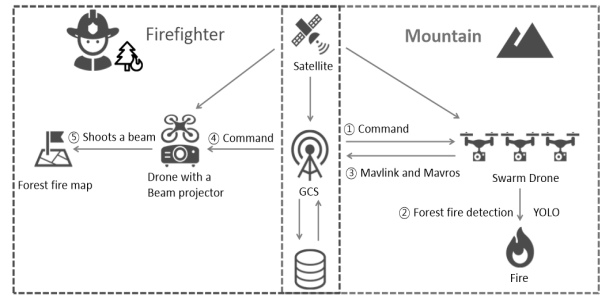 Firefighter
Satellite
Mountain
⑤ Shoots a beam
④ Command
① Command
③ Mavlink and Mavros
Forest fire map
Drone with a
Beam projector
GCS
Swarm Drone
② Forest fire detection
YOLO
Fire